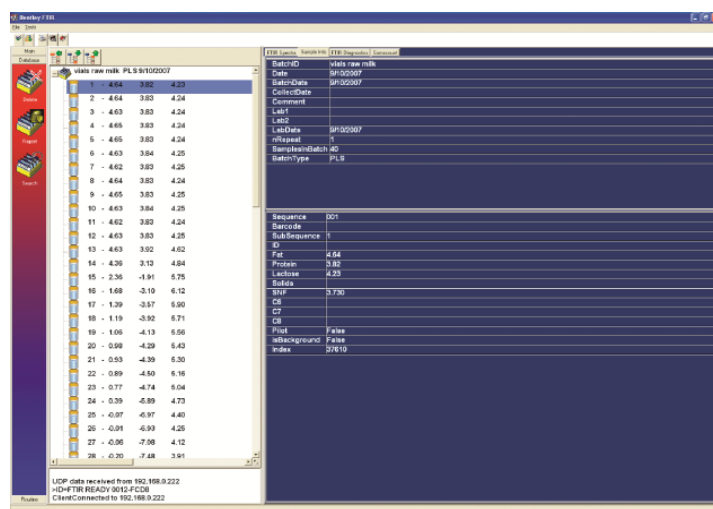 Bentley FTIR
File Tools
Main
Database
Delete
Report
Search
Routes
vials raw milk PLS 9/10/2007
1 - 4.64 3.82 4.23
2 - 4.64 3.83 4.24
3 - 4.63 3.83 4.24
4 - 4.65 3.83 4.24
5 - 4.65 3.83 4.24
6 - 4.63 3.84 4.25
7 - 4.62 3.83 4.25
8 - 4.64 3.83 4.24
9 - 4.65 3.83 4.25
10 - 4.64 3.83 4.25
11 - 4.62 3.83 4.24
12 - 4.63 3.83 4.25
13 - 4.63 3.92 4.62
14 - 4.36 3.13 4.84
15 - 2.36 -1.91 5.75
16 - 1.68 -3.10 6.12
17 - 1.39 -3.57 5.90
18 - 1.19 -3.92 5.71
19 - 1.06 -4.13 5.56
20 - 0.98 -4.29 5.43
21 - 0.93 -4.39 5.30
22 - 0.89 -4.50 5.16
23 - 0.77 -4.74 5.04
24 - 0.39 -5.89 4.73
25 - -0.07 -6.97 4.40
26 - -0.01 -6.93 4.25
27 - -0.06 -7.08 4.12
28 - -0.20 -7.48 3.91
UDP data received from 192.168.0.222
>ID=FTIR READY 0012-FCD8
ClientConnected to 192.168.0.222
FTIR Spectra Sample Info FTIR Diagnostics Command
BatchID vials raw milk
Date 9/10/2007
BatchDate 9/10/2007
CollectDate
Comment
Lab1
Lab2
LabDate 9/10/2007
nRepeat 1
SamplesInBatch 40
BatchType PLS
Sequence 001
Barcode
SubSequence 1
ID
Fat 4.64
Protein 3.82
Lactose 4.23
Solids
SNF 3.730
C6
C7
C8
Pilot False
isBackground False
Index 37610